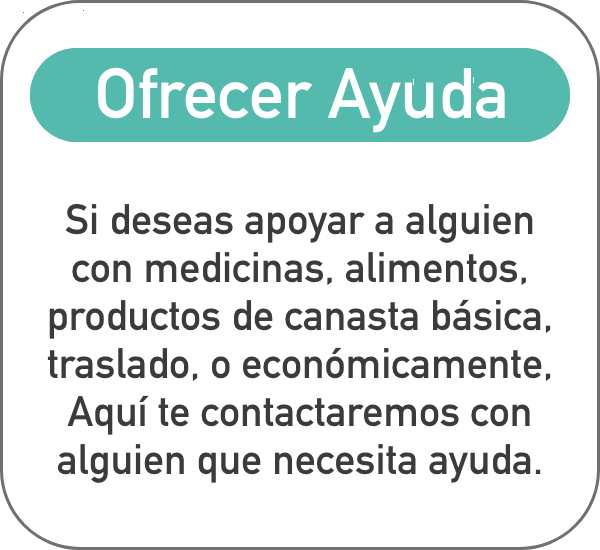 Ofrecer Ayuda
Si deseas apoyar a alguien
con medicinas, alimentos,
productos de canasta básica,
traslado, o económicamente,
Aquí te contactaremos con
alguien que necesita ayuda.